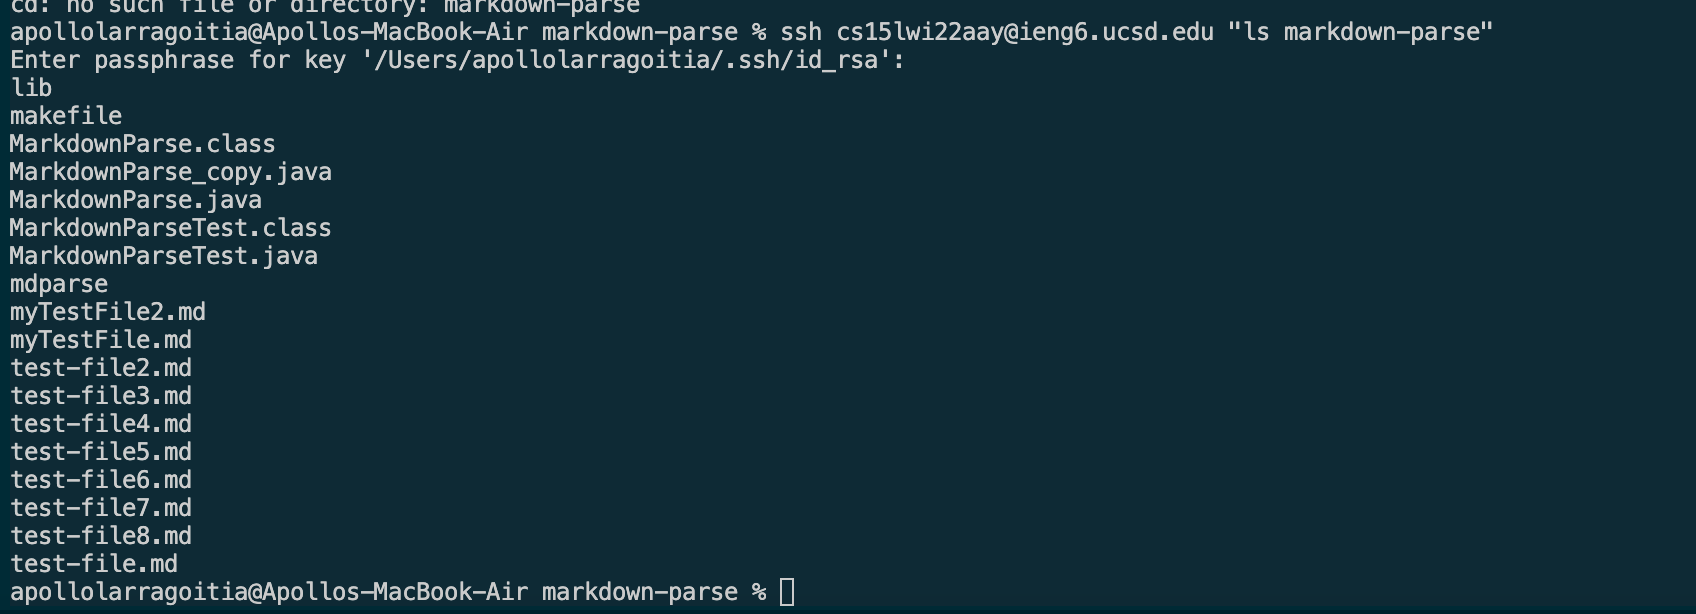 cd: no such file or directory: markdown-parse
apollolarragoitia@Apollos-MacBook-Air markdown-parse % ssh cs15lwi22aay@ieng6.ucsd.edu "ls markdown-parse"
Enter passphrase for key '/Users/apollolarragoitia/.ssh/id_rsa':
lib
makefile
MarkdownParse.class
MarkdownParse_copy.java
MarkdownParse.java
MarkdownParseTest.class
MarkdownParseTest.java
mdparse
myTestFile2.md
myTestFile.md
test-file2.md
test-file3.md
test-file4.md
test-file5.md
test-file6.md
test-file7.md
test-file8.md
test-file.md
apollolarragoitia@Apollos-MacBook-Air markdown-parse %